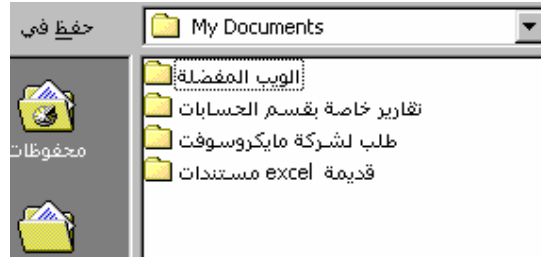 حفظ في
My Documents
الويب المفضلة
تقارير خاصة بقسم الحسابات
طلب لشركة مايكروسوفت
مستندات excel قديمة
محفوظات